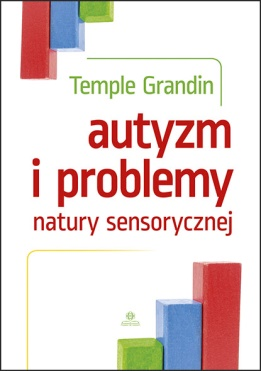 Temple Grandin
autyzm
i problemy
natury sensorycznej